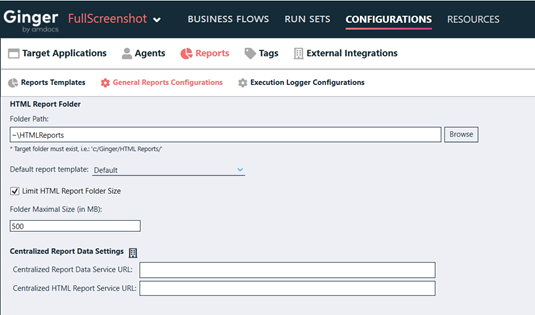 Ginger
by amdocs
FullScreenshot
BUSINESS FLOWS
RUN SETS
CONFIGURATIONS
RESOURCES
Target Applications
Agents
Reports
Tags
External Integrations
Reports Templates
General Reports Configurations
Execution Logger Configurations
HTML Report Folder
Folder Path:
~\HTMLReports
Browse
* Target folder must exist, i.e.: 'c:/Ginger/HTML Reports/'
Default report template: Default
Limit HTML Report Folder Size
Folder Maximal Size (in MB):
500
Centralized Report Data Settings
Centralized Report Data Service URL:
Centralized HTML Report Service URL: